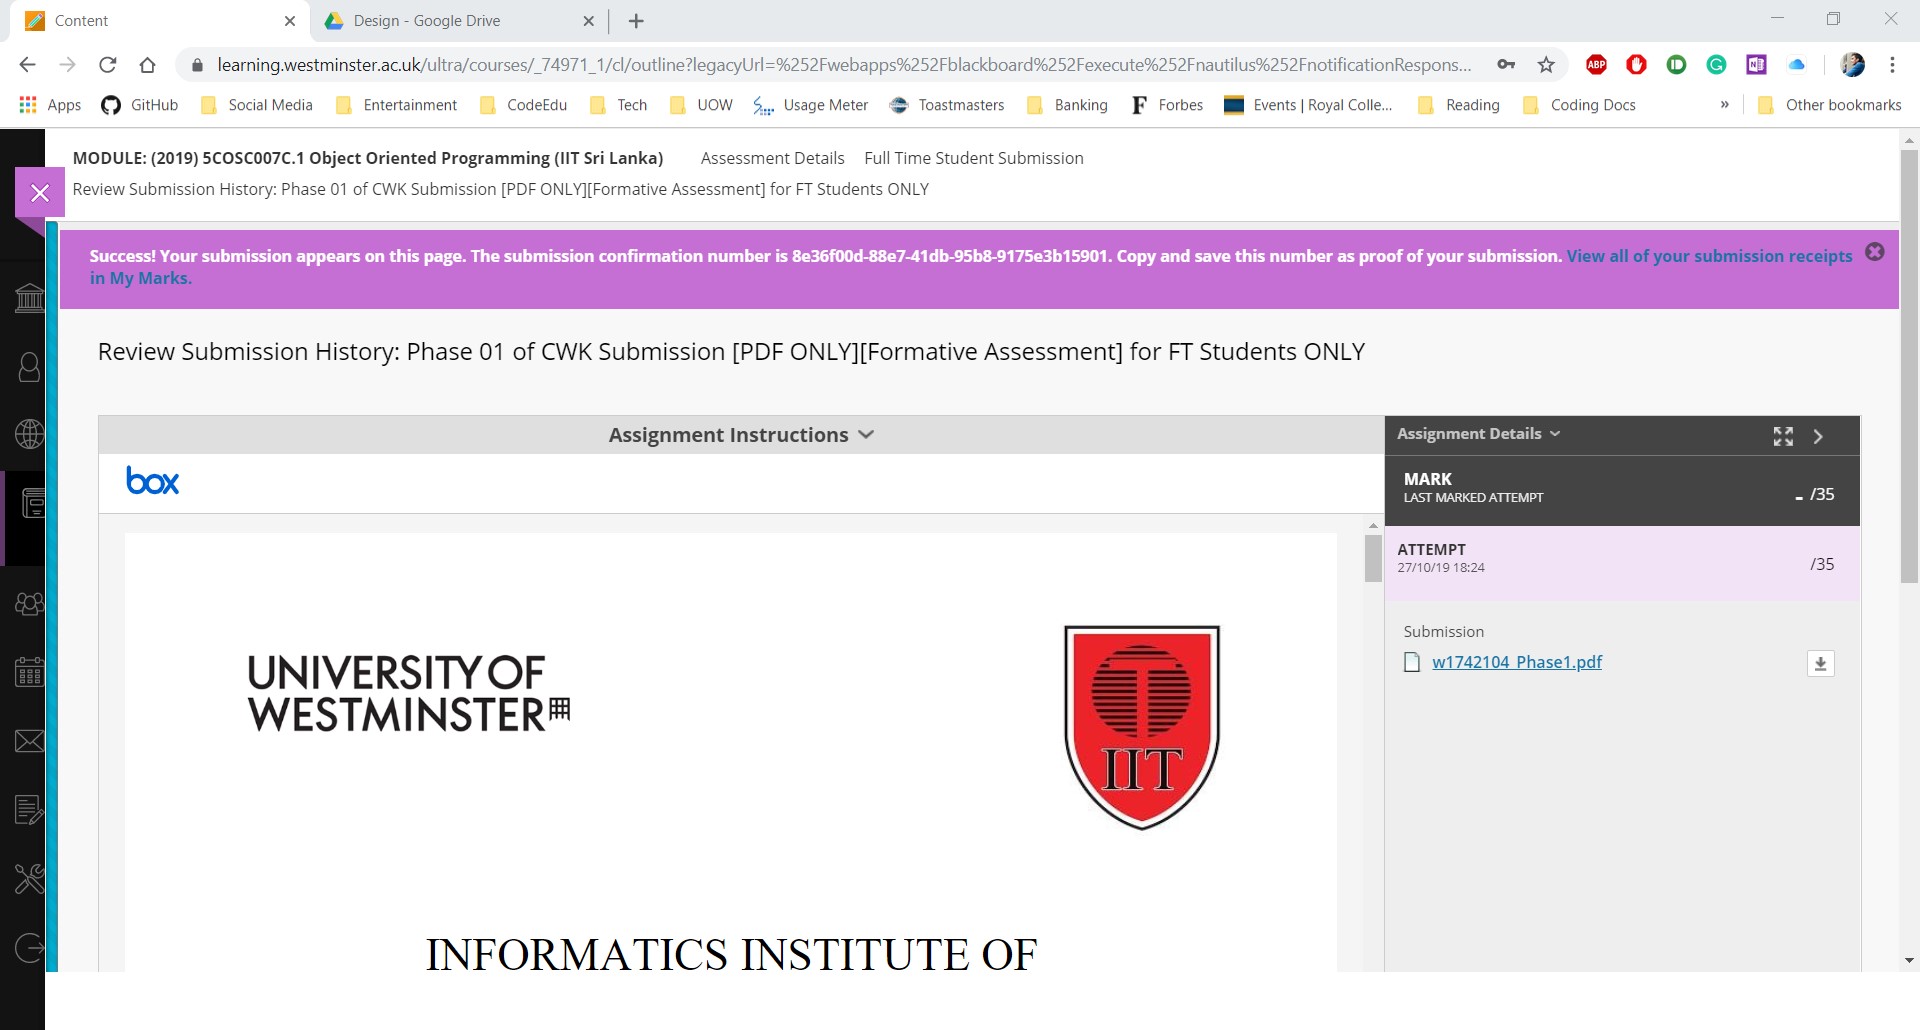 Content
Design - Google Drive
learning.westminster.ac.uk/ultra/courses/_74971_1/cl/outline?legacyUrl=%252Fwebapps%252Fblackboard%252Fexecute%252Fnautilus%252FnotificationRespons...
ABP
Apps GitHub Social Media Entertainment CodeEdu Tech UOW Usage Meter Toastmasters Banking Forbes Events | Royal Colle... Reading Coding Docs » Other bookmarks
MODULE: (2019) 5COSC007C.1 Object Oriented Programming (IIT Sri Lanka) Assessment Details Full Time Student Submission
Review Submission History: Phase 01 of CWK Submission [PDF ONLY][Formative Assessment] for FT Students ONLY
Success! Your submission appears on this page. The submission confirmation number is 8e36f00d-88e7-41db-95b8-9175e3b15901. Copy and save this number as proof of your submission. View all of your submission receipts
in My Marks.
Review Submission History: Phase 01 of CWK Submission [PDF ONLY][Formative Assessment] for FT Students ONLY
Assignment Instructions
Assignment Details
box
MARK
LAST MARKED ATTEMPT
- /35
ATTEMPT
27/10/19 18:24
/35
Submission
w1742104_Phase1.pdf
UNIVERSITY OF
WESTMINSTER
IIT
INFORMATICS INSTITUTE OF